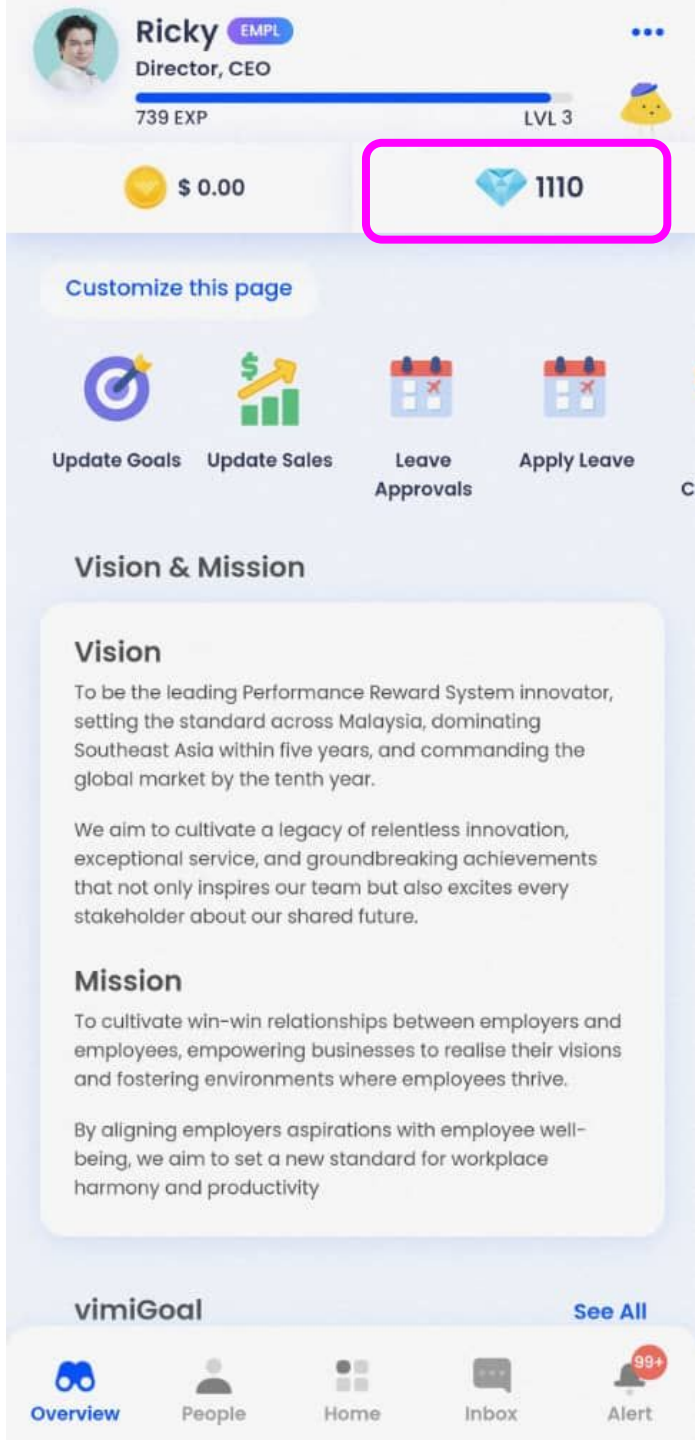 Ricky EMPL
Director, CEO
739 EXP LVL 3
$ 0.00 1110
Customize this page
$
Update Goals Update Sales Leave Apply Leave
Approvals C
Vision & Mission
Vision
To be the leading Performance Reward System innovator,
setting the standard across Malaysia, dominating
Southeast Asia within five years, and commanding the
global market by the tenth year.
We aim to cultivate a legacy of relentless innovation,
exceptional service, and groundbreaking achievements
that not only inspires our team but also excites every
stakeholder about our shared future.
Mission
To cultivate win-win relationships between employers and
employees, empowering businesses to realise their visions
and fostering environments where employees thrive.
By aligning employers aspirations with employee well-
being, we aim to set a new standard for workplace
harmony and productivity
vimiGoal See All
99+
Overview People Home Inbox Alert